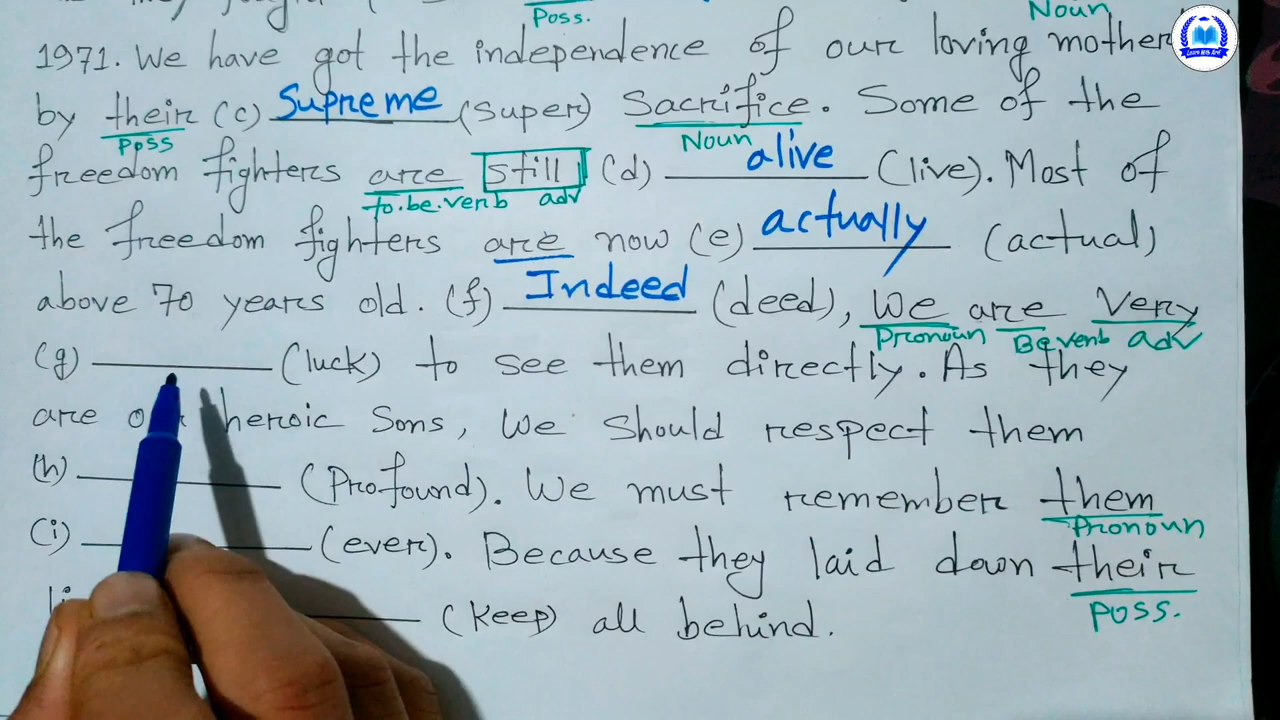 Poss. Noun
1971. We have got the independence of our loving mother
by their (c) Supreme (Super) Sacrifice. Some of the
Poss Noun
freedom fighters are still (d) alive (live). Most of
to.be.verb adv
the freedom fighters are now (e) actually (actual)
above 70 years old. (f) Indeed (deed), We are Very
Pronoun Be verb adv
(g) (luck) to see them directly. As they
are heroic Sons, We Should respect them
(h) (Profound). We must remember them
Pronoun
(i) (ever). Because they laid down their
Poss.
(Keep) all behind.